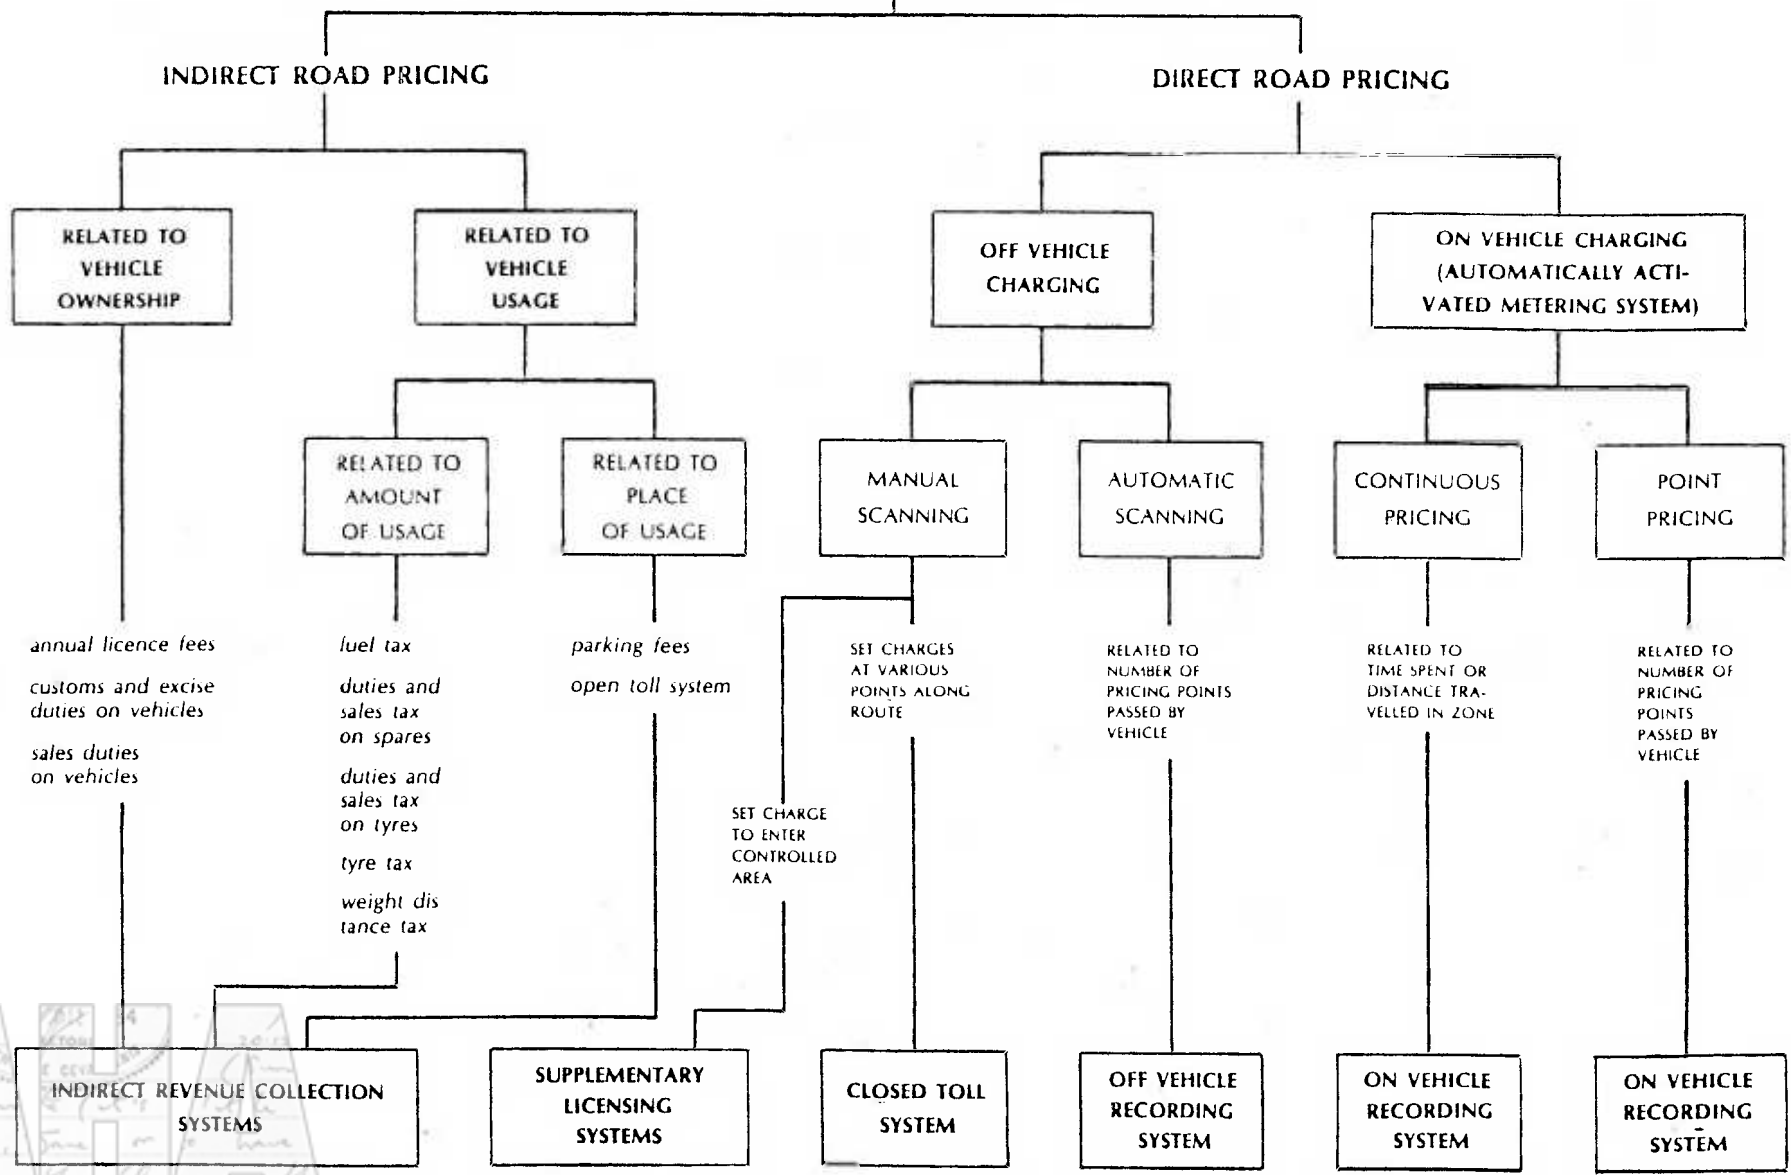 INDIRECT ROAD PRICING
DIRECT ROAD PRICING
RELATED TO
VEHICLE
OWNERSHIP
RELATED TO
VEHICLE
USAGE
OFF VEHICLE
CHARGING
ON VEHICLE CHARGING
(AUTOMATICALLY ACTI-
VATED METERING SYSTEM)
RELATED TO
AMOUNT
OF USAGE
RELATED TO
PLACE
OF USAGE
MANUAL
SCANNING
AUTOMATIC
SCANNING
CONTINUOUS
PRICING
POINT
PRICING
annual licence fees
customs and excise
duties on vehicles
sales duties
on vehicles
fuel tax
duties and
sales tax
on spares
duties and
sales tax
on tyres
tyre tax
weight dis
tance tax
parking fees
open toll system
SET CHARGE
TO ENTER
CONTROLLED
AREA
SET CHARGES
AT VARIOUS
POINTS ALONG
ROUTE
RELATED TO
NUMBER OF
PRICING POINTS
PASSED BY
VEHICLE
RELATED TO
TIME SPENT OR
DISTANCE TRA-
VELLED IN ZONE
RELATED TO
NUMBER OF
PRICING
POINTS
PASSED BY
VEHICLE
INDIRECT REVENUE COLLECTION
SYSTEMS
SUPPLEMENTARY
LICENSING
SYSTEMS
CLOSED TOLL
SYSTEM
OFF VEHICLE
RECORDING
SYSTEM
ON VEHICLE
RECORDING
SYSTEM
ON VEHICLE
RECORDING
SYSTEM